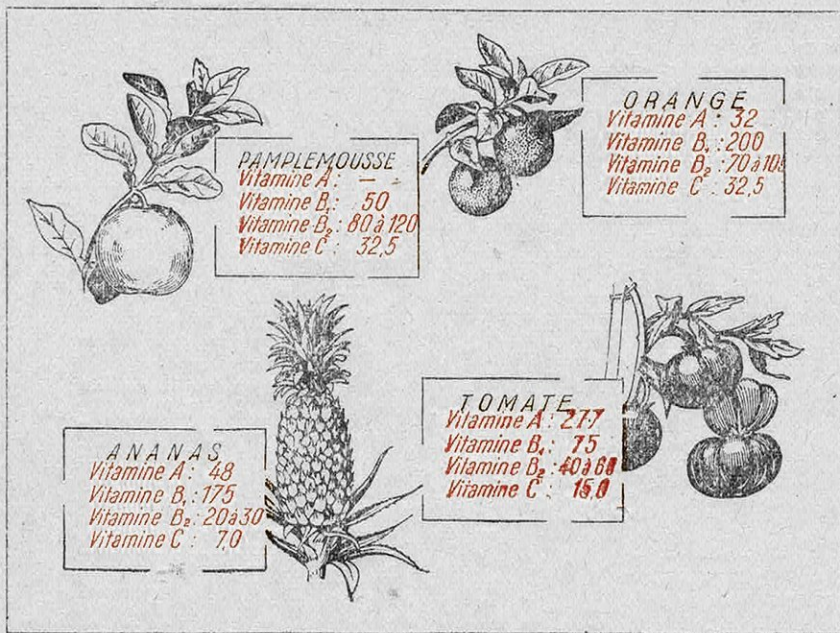 PAMPLEMOUSSE
Vitamine A : —
Vitamine B₁ : 50
Vitamine B₂ : 80 à 120
Vitamine C : 32,5
ORANGE
Vitamine A : 32
Vitamine B₁ : 200
Vitamine B₂ : 70 à
Vitamine C : 32,5
ANANAS
Vitamine A : 48
Vitamine B₁ : 175
Vitamine B₂ : 20 à 30
Vitamine C : 7,0
TOMATE
Vitamine A : 277
Vitamine B₁ : 75
Vitamine B₂ : 40 à
Vitamine C : 15,0